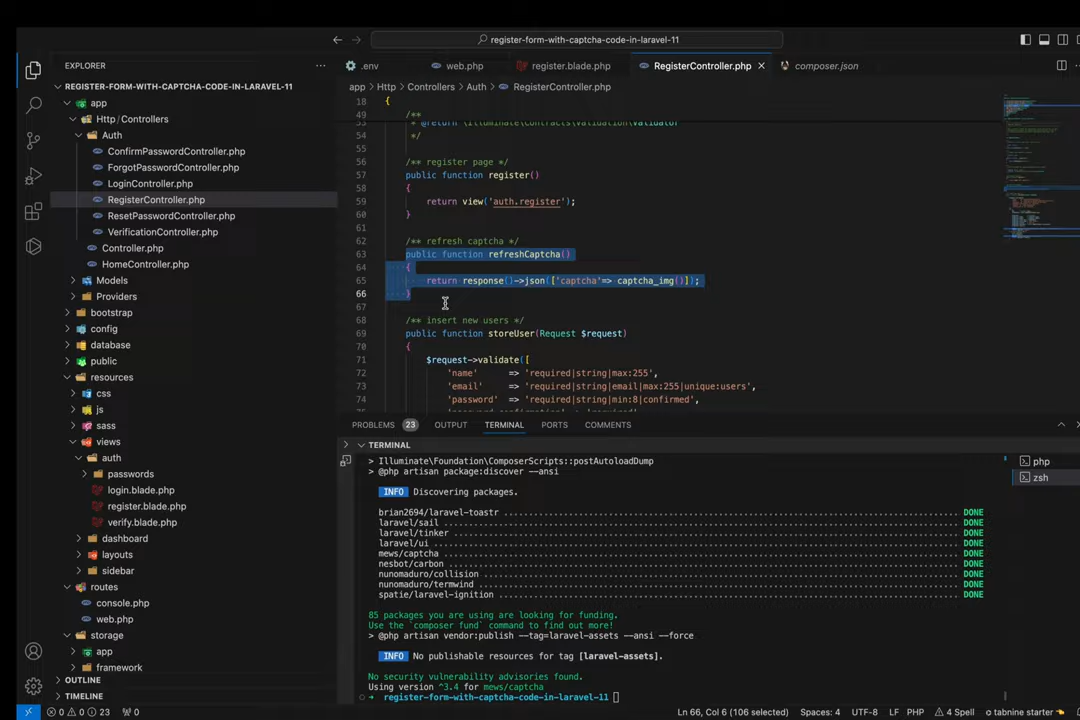 register-form-with-captcha-code-in-laravel-11
EXPLORER
REGISTER-FORM-WITH-CAPTCHA-CODE-IN-LARAVEL-11
app
Http / Controllers
Auth
ConfirmPasswordController.php
ForgotPasswordController.php
LoginController.php
RegisterController.php
ResetPasswordController.php
VerificationController.php
Controller.php
HomeController.php
Models
Providers
bootstrap
config
database
public
resources
css
js
sass
views
auth
passwords
login.blade.php
register.blade.php
verify.blade.php
dashboard
layouts
sidebar
routes
console.php
web.php
storage
app
framework
OUTLINE
TIMELINE
.env
web.php
register.blade.php
RegisterController.php
composer.json
app > Http > Controllers > Auth > RegisterController.php
18 {
49 /**
53 * @return \Illuminate\Contracts\Validation\Validator
54 */
55
56 /** register page */
57 public function register()
58 {
59 return view('auth.register');
60 }
61
62 /** refresh captcha */
63 public function refreshCaptcha()
64 {
65 return response()->json(['captcha'=> captcha_img()]);
66 }
67
68 /** insert new users */
69 public function storeUser(Request $request)
70 {
71 $request->validate([
72 'name' => 'required|string|max:255',
73 'email' => 'required|string|email|max:255|unique:users',
74 'password' => 'required|string|min:8|confirmed',
PROBLEMS 23 OUTPUT TERMINAL PORTS COMMENTS
TERMINAL
> Illuminate\Foundation\ComposerScripts::postAutoloadDump
> @php artisan package:discover --ansi
INFO Discovering packages.
brian2694/laravel-toastr ........ DONE
laravel/sail ........ DONE
laravel/tinker ........ DONE
laravel/ui ........ DONE
mews/captcha ........ DONE
nesbot/carbon ........ DONE
nunomaduro/collision ........ DONE
nunomaduro/termwind ........ DONE
spatie/laravel-ignition ........ DONE
85 packages you are using are looking for funding.
Use the `composer fund` command to find out more!
> @php artisan vendor:publish --tag=laravel-assets --ansi --force
INFO No publishable resources for tag [laravel-assets].
No security vulnerability advisories found.
Using version ^3.4 for mews/captcha
register-form-with-captcha-code-in-laravel-11
php
zsh
0 0 23 0 Ln 66, Col 6 (106 selected) Spaces: 4 UTF-8 LF PHP 4 Spell tabnine starter